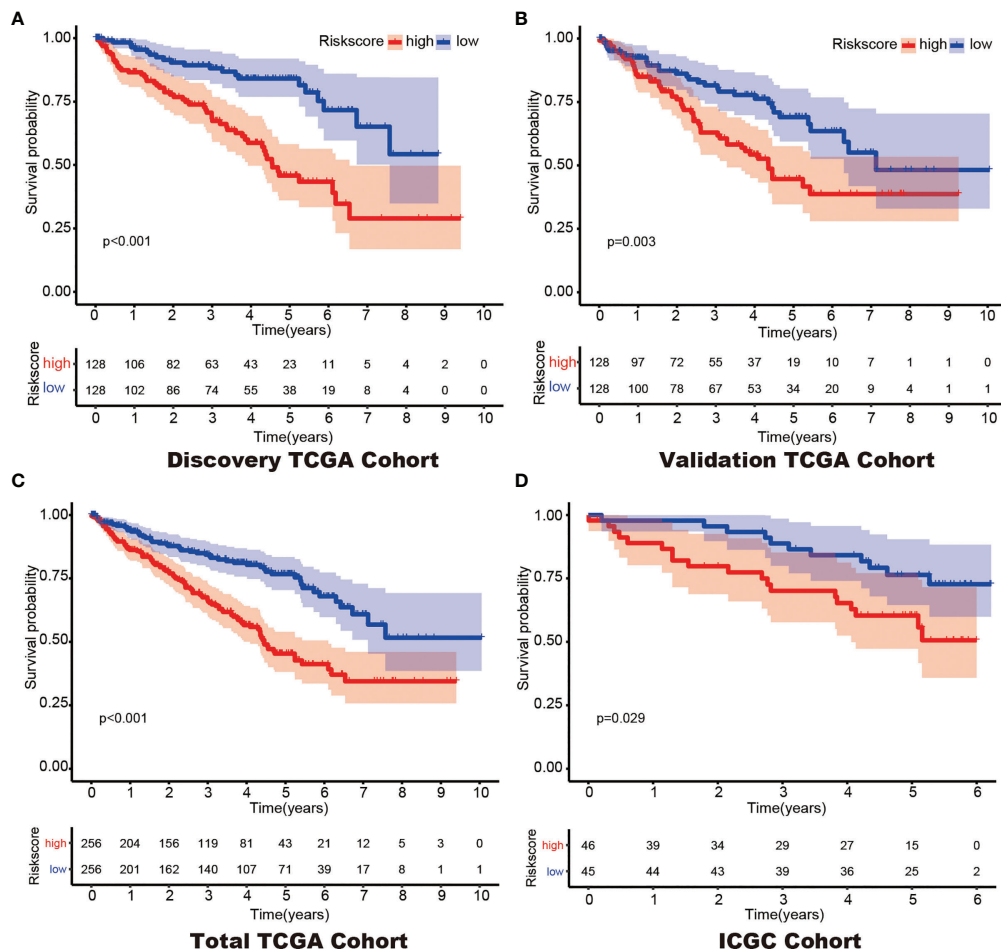 A
Riskscore high low
Survival probability
1.00
0.75
0.50
0.25
0.00
p<0.001
0 1 2 3 4 5 6 7 8 9 10
Time(years)
Riskscore
high 128 106 82 63 43 23 11 5 4 2 0
low 128 102 86 74 55 38 19 8 4 0 0
0 1 2 3 4 5 6 7 8 9 10
Time(years)
Discovery TCGA Cohort
B
Riskscore high low
Survival probability
1.00
0.75
0.50
0.25
0.00
p=0.003
0 1 2 3 4 5 6 7 8 9 10
Time(years)
Riskscore
high 128 97 72 55 37 19 10 7 1 1 0
low 128 100 78 67 53 34 20 9 4 1 1
0 1 2 3 4 5 6 7 8 9 10
Time(years)
Validation TCGA Cohort
C
Riskscore high low
Survival probability
1.00
0.75
0.50
0.25
0.00
p<0.001
0 1 2 3 4 5 6 7 8 9 10
Time(years)
Riskscore
high 256 204 156 119 81 43 21 12 5 3 0
low 256 201 162 140 107 71 39 17 8 1 1
0 1 2 3 4 5 6 7 8 9 10
Time(years)
Total TCGA Cohort
D
Riskscore high low
Survival probability
1.00
0.75
0.50
0.25
0.00
p=0.029
0 1 2 3 4 5 6
Time(years)
Riskscore
high 46 39 34 29 27 15 0
low 45 44 43 39 36 25 2
0 1 2 3 4 5 6
Time(years)
ICGC Cohort